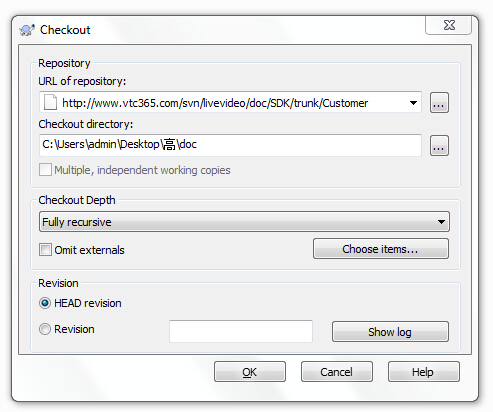 Checkout
Repository
URL of repository:
http://www.vtc365.com/svn/livevideo/doc/SDK/trunk/Customer
...
Checkout directory:
C:\Users\admin\Desktop\高\doc
...
Multiple, independent working copies
Checkout Depth
Fully recursive
Omit externals
Choose items...
Revision
HEAD revision
Revision
Show log
OK
Cancel
Help